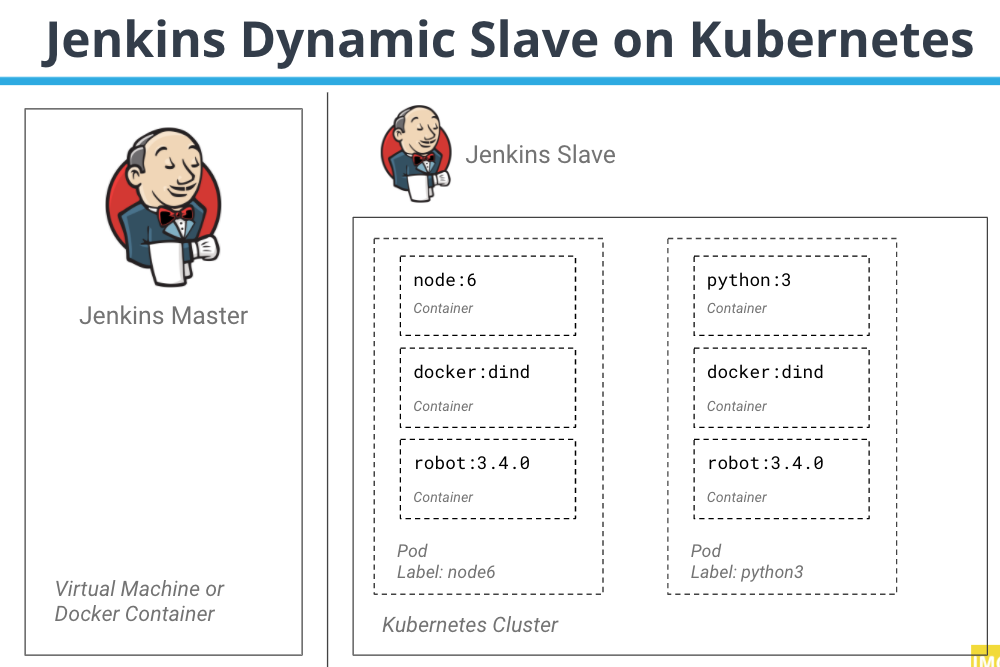 Jenkins Dynamic Slave on Kubernetes
Jenkins Master
Virtual Machine or
Docker Container
Jenkins Slave
node:6
Container
docker:dind
Container
robot:3.4.0
Container
Pod
Label: node6
python:3
Container
docker:dind
Container
robot:3.4.0
Container
Pod
Label: python3
Kubernetes Cluster